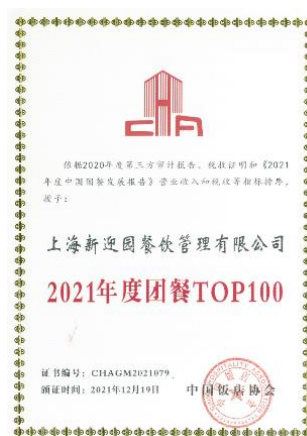 CHA
依据2020年度第三方审计报告、税收证明和《2021
年度中国团餐发展报告》营业收入和税收等指标排序，
授予：
上海新迎园餐饮管理有限公司
2021年度团餐TOP100
证书编号：CHAGM2021079
颁证时间：2021年12月19日
中国饭店协会